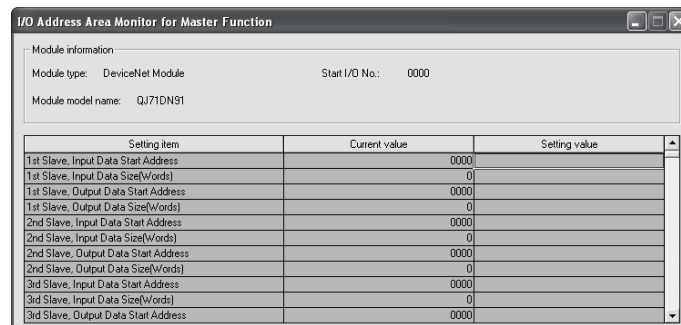 I/O Address Area Monitor for Master Function
Module information
Module type: DeviceNet Module Start I/O No.: 0000
Module model name: QJ71DN91
Setting item Current value Setting value
1st Slave, Input Data Start Address 0000
1st Slave, Input Data Size(Words) 0
1st Slave, Output Data Start Address 0000
1st Slave, Output Data Size(Words) 0
2nd Slave, Input Data Start Address 0000
2nd Slave, Input Data Size(Words) 0
2nd Slave, Output Data Start Address 0000
2nd Slave, Output Data Size(Words) 0
3rd Slave, Input Data Start Address 0000
3rd Slave, Input Data Size(Words) 0
3rd Slave, Output Data Start Address 0000